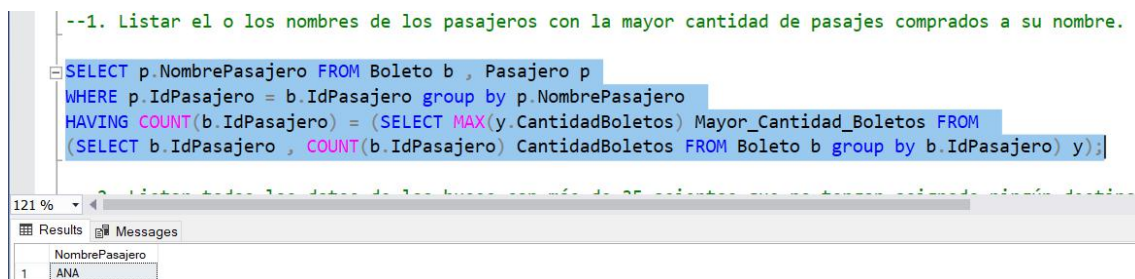 --1. Listar el o los nombres de los pasajeros con la mayor cantidad de pasajes comprados a su nombre.
SELECT p.NombrePasajero FROM Boleto b , Pasajero p
WHERE p.IdPasajero = b.IdPasajero group by p.NombrePasajero
HAVING COUNT(b.IdPasajero) = (SELECT MAX(y.CantidadBoletos) Mayor_Cantidad_Boletos FROM
(SELECT b.IdPasajero , COUNT(b.IdPasajero) CantidadBoletos FROM Boleto b group by b.IdPasajero) y);
121 %
Results Messages
NombrePasajero
1 ANA